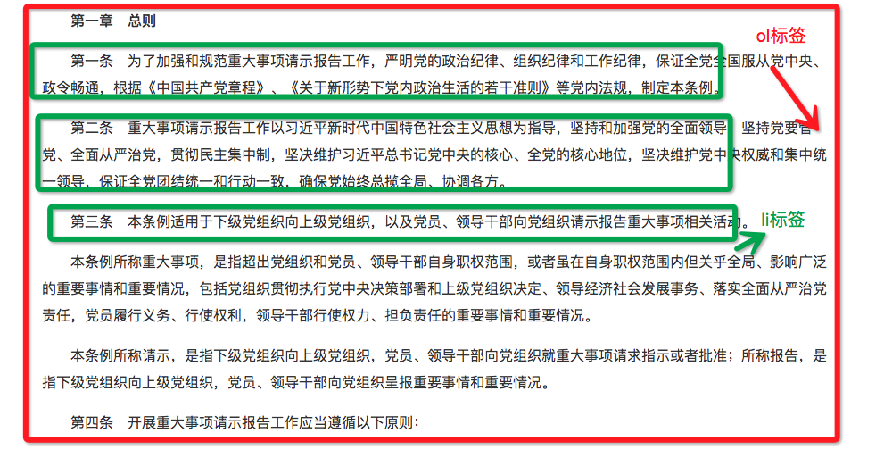 第一章 总则
ol标签
第一条 为了加强和规范重大事项请示报告工作，严明党的政治纪律、组织纪律和工作纪律，保证全党全国服从党中央、
政令畅通，根据《中国共产党章程》、《关于新形势下党内政治生活的若干准则》等党内法规，制定本条例。
第二条 重大事项请示报告工作以习近平新时代中国特色社会主义思想为指导，坚持和加强党的全面领导，坚持党要管
党、全面从严治党，贯彻民主集中制，坚决维护习近平总书记党中央的核心、全党的核心地位，坚决维护党中央权威和集中统
一领导，保证全党团结统一和行动一致，确保党始终总揽全局、协调各方。
第三条 本条例适用于下级党组织向上级党组织，以及党员、领导干部向党组织请示报告重大事项相关活动。
li标签
本条例所称重大事项，是指超出党组织和党员、领导干部自身职权范围，或者虽在自身职权范围内但关乎全局、影响广泛
的重要事情和重要情况，包括党组织贯彻执行党中央决策部署和上级党组织决定、领导经济社会发展事务、落实全面从严治党
责任，党员履行义务、行使权利，领导干部行使权力、担负责任的重要事情和重要情况。
本条例所称请示，是指下级党组织向上级党组织，党员、领导干部向党组织就重大事项请求指示或者批准；所称报告，是
指下级党组织向上级党组织，党员、领导干部向党组织呈报重要事情和重要情况。
第四条 开展重大事项请示报告工作应当遵循以下原则：